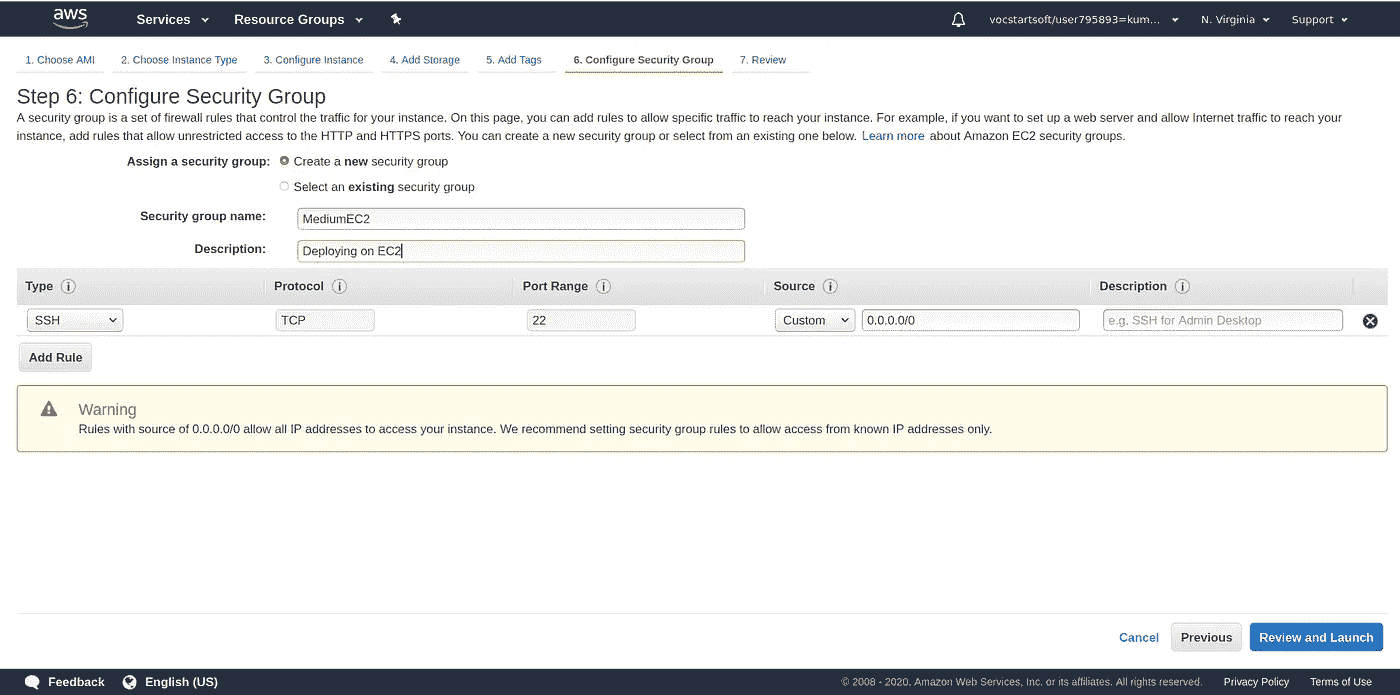 aws Services Resource Groups vocstartsoft/user795893=kum... N. Virginia Support
1. Choose AMI 2. Choose Instance Type 3. Configure Instance 4. Add Storage 5. Add Tags 6. Configure Security Group 7. Review
Step 6: Configure Security Group
A security group is a set of firewall rules that control the traffic for your instance. On this page, you can add rules to allow specific traffic to reach your instance. For example, if you want to set up a web server and allow Internet traffic to reach your
instance, add rules that allow unrestricted access to the HTTP and HTTPS ports. You can create a new security group or select from an existing one below. Learn more about Amazon EC2 security groups.
Assign a security group: Create a new security group
Select an existing security group
Security group name: MediumEC2
Description: Deploying on EC2
Type i Protocol i Port Range i Source i Description i
SSH TCP 22 Custom 0.0.0.0/0 e.g. SSH for Admin Desktop
Add Rule
Warning
Rules with source of 0.0.0.0/0 allow all IP addresses to access your instance. We recommend setting security group rules to allow access from known IP addresses only.
Cancel Previous Review and Launch
Feedback English (US) © 2008 - 2020, Amazon Web Services, Inc. or its affiliates. All rights reserved. Privacy Policy Terms of Use